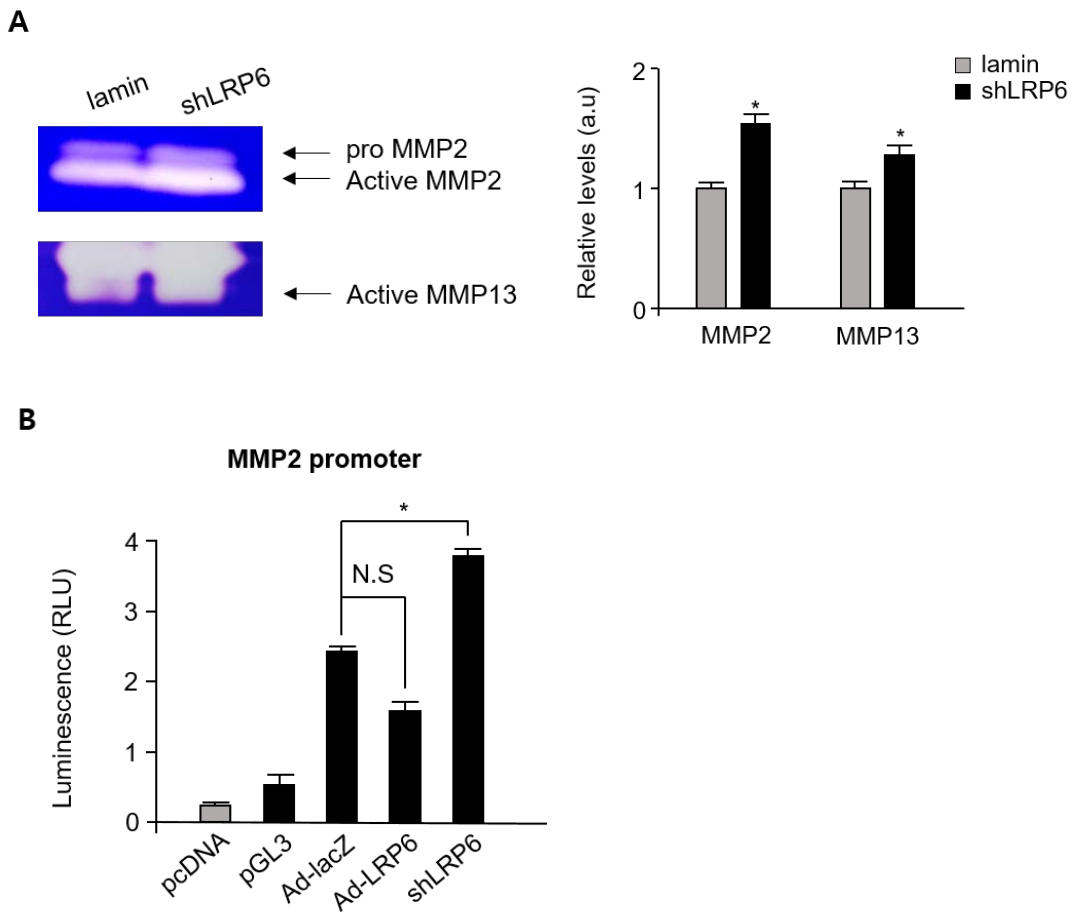 A
lamin
shLRP6
pro MMP2
Active MMP2
Active MMP13
Relative levels (a.u)
2
1
0
*
*
MMP2
MMP13
lamin
shLRP6
B
MMP2 promoter
Luminescence (RLU)
4
3
2
1
0
*
N.S
pcDNA
pGL3
Ad-lacZ
Ad-LRP6
shLRP6